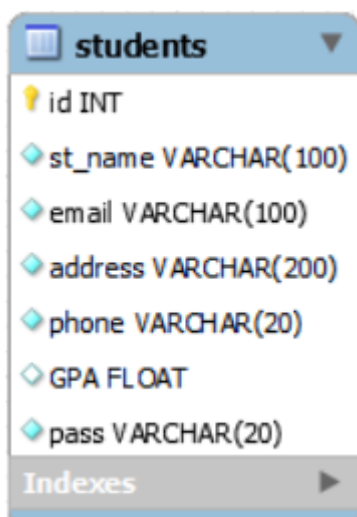 students
id INT
st_name VARCHAR(100)
email VARCHAR(100)
address VARCHAR(200)
phone VARCHAR(20)
GPA FLOAT
pass VARCHAR(20)
Indexes